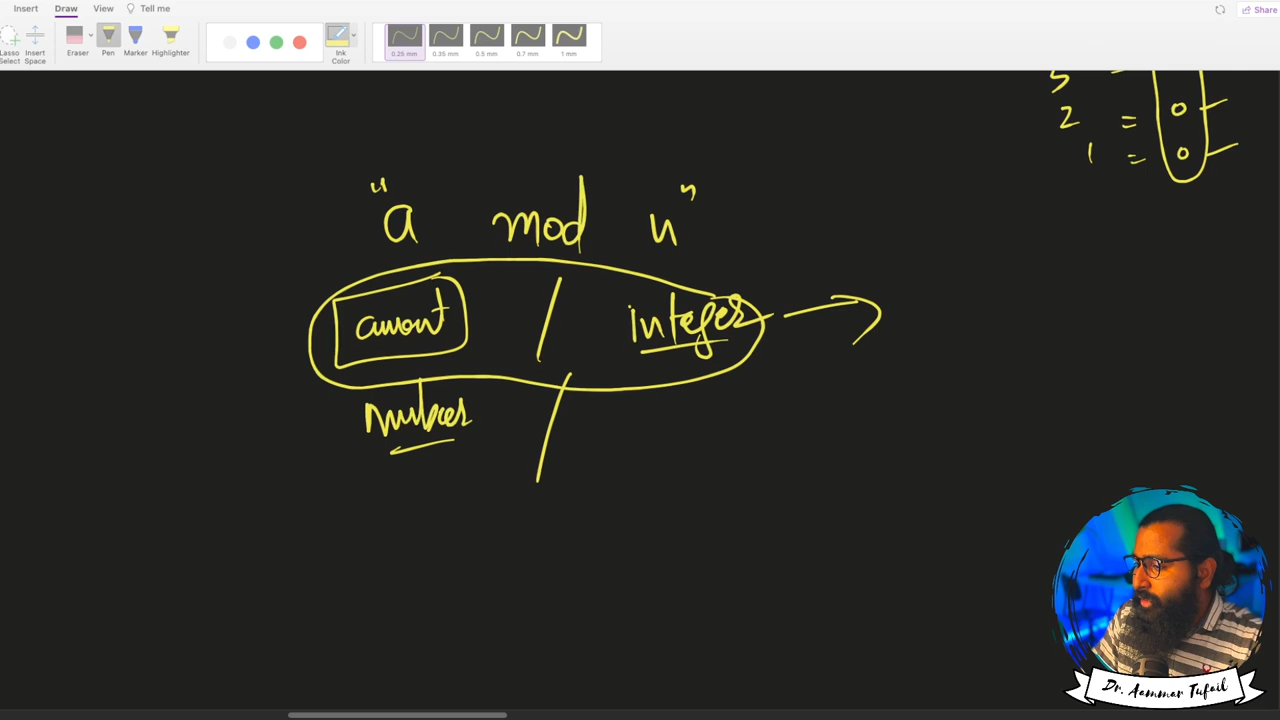 Insert Draw View Tell me
Share
Lasso Select
Insert Space
Eraser
Pen
Marker
Highlighter
Ink Color
0.25 mm
0.35 mm
0.5 mm
0.7 mm
1 mm
2 = 0
1 = 0
"a mod n"
amount / integer
number /
Dr. Aammar Tufail